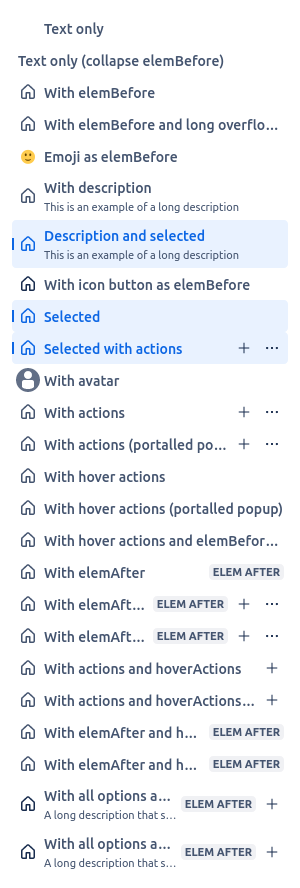 Text only
Text only (collapse elemBefore)
With elemBefore
With elemBefore and long overflo...
Emoji as elemBefore
With description
This is an example of a long description
Description and selected
This is an example of a long description
With icon button as elemBefore
Selected
Selected with actions
With avatar
With actions
With actions (portalled po...
With hover actions
With hover actions (portalled popup)
With hover actions and elemBefor...
With elemAfter ELEM AFTER
With elemAft... ELEM AFTER
With elemAft... ELEM AFTER
With actions and hoverActions
With actions and hoverActions...
With elemAfter and h... ELEM AFTER
With elemAfter and h... ELEM AFTER
With all options a... ELEM AFTER
A long description that s...
With all options a... ELEM AFTER
A long description that s...